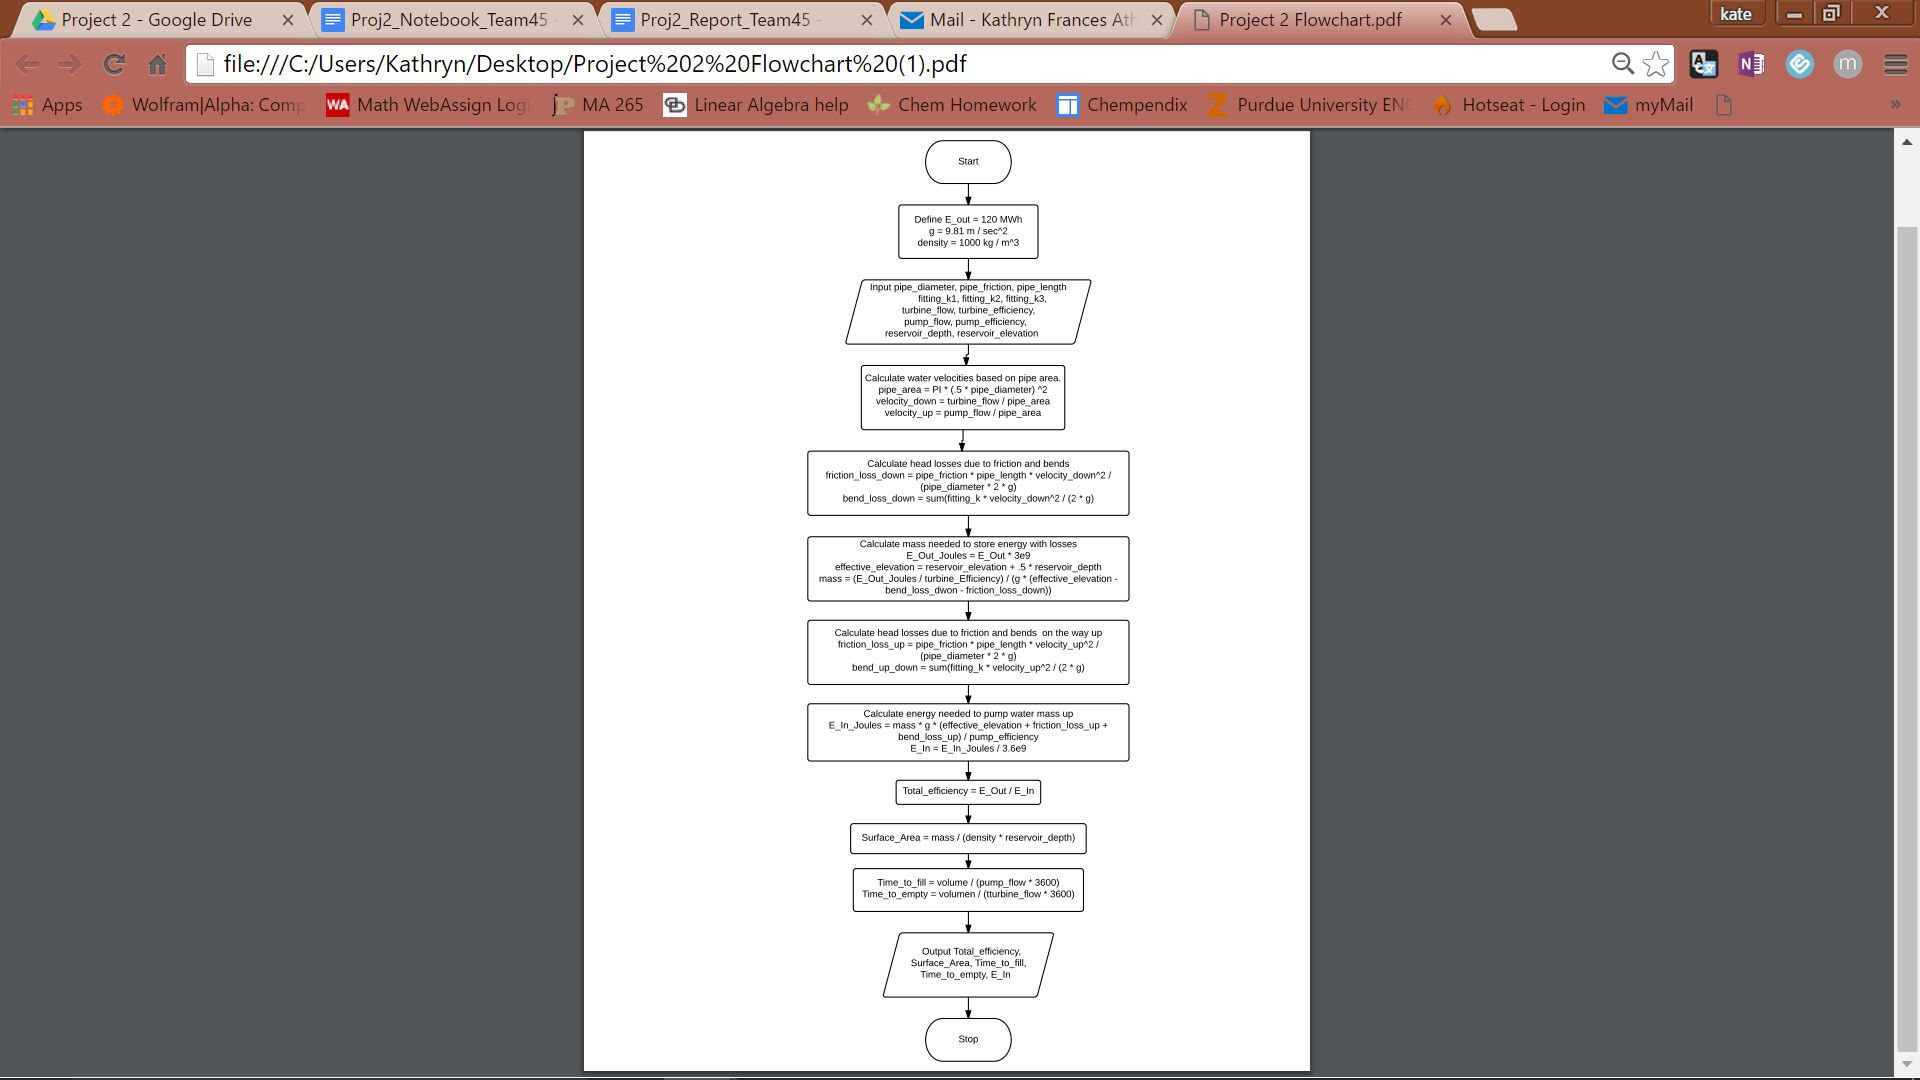 Project 2 - Google Drive
Proj2_Notebook_Team45 -
Proj2_Report_Team45 -
Mail - Kathryn Frances Ath
Project 2 Flowchart.pdf
kate
file:///C:/Users/Kathryn/Desktop/Project%202%20Flowchart%20(1).pdf
Apps
Wolfram|Alpha: Comp
WA
Math WebAssign Logi
MA 265
Linear Algebra help
Chem Homework
Chempendix
Purdue University ENG
Hotseat - Login
myMail
»
Start
Define E_out = 120 MWh
g = 9.81 m / sec^2
density = 1000 kg / m^3
Input pipe_diameter, pipe_friction, pipe_length
fitting_k1, fitting_k2, fitting_k3,
turbine_flow, turbine_efficiency,
pump_flow, pump_efficiency,
reservoir_depth, reservoir_elevation
Calculate water velocities based on pipe area.
pipe_area = PI * (.5 * pipe_diameter) ^2
velocity_down = turbine_flow / pipe_area
velocity_up = pump_flow / pipe_area
Calculate head losses due to friction and bends
friction_loss_down = pipe_friction * pipe_length * velocity_down^2 /
(pipe_diameter * 2 * g)
bend_loss_down = sum(fitting_k * velocity_down^2 / (2 * g)
Calculate mass needed to store energy with losses
E_Out_Joules = E_Out * 3e9
effective_elevation = reservoir_elevation + .5 * reservoir_depth
mass = (E_Out_Joules / turbine_Efficiency) / (g * (effective_elevation -
bend_loss_dwon - friction_loss_down))
Calculate head losses due to friction and bends  on the way up
friction_loss_up = pipe_friction * pipe_length * velocity_up^2 /
(pipe_diameter * 2 * g)
bend_up_down = sum(fitting_k * velocity_up^2 / (2 * g)
Calculate energy needed to pump water mass up
E_In_Joules = mass * g * (effective_elevation + friction_loss_up +
bend_loss_up) / pump_efficiency
E_In = E_In_Joules / 3.6e9
Total_efficiency = E_Out / E_In
Surface_Area = mass / (density * reservoir_depth)
Time_to_fill = volume / (pump_flow * 3600)
Time_to_empty = volumen / (tturbine_flow * 3600)
Output Total_efficiency,
Surface_Area, Time_to_fill,
Time_to_empty, E_In
Stop